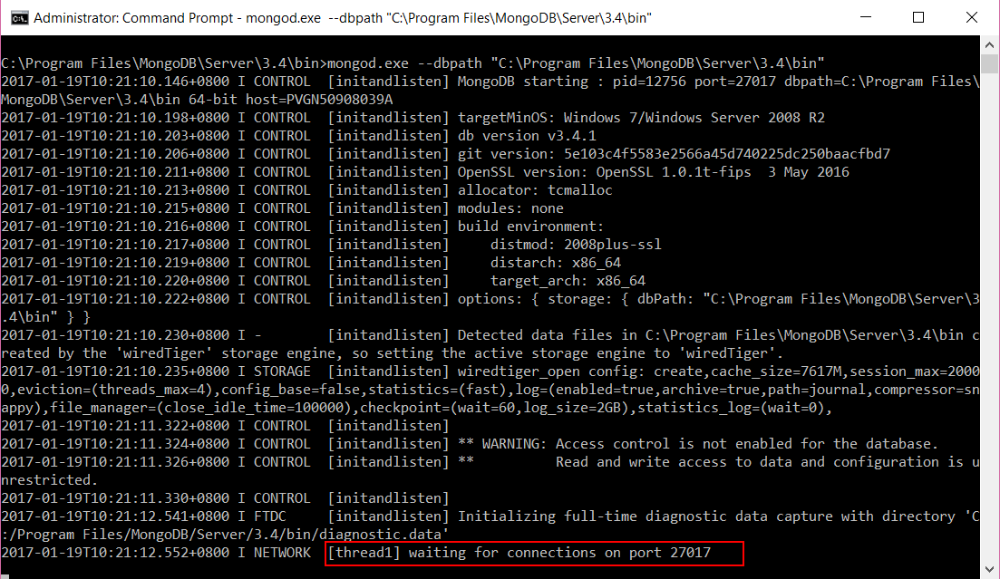 Administrator: Command Prompt - mongod.exe  --dbpath "C:\Program Files\MongoDB\Server\3.4\bin"
C:\Program Files\MongoDB\Server\3.4\bin>mongod.exe --dbpath "C:\Program Files\MongoDB\Server\3.4\bin"
2017-01-19T10:21:10.146+0800 I CONTROL  [initandlisten] MongoDB starting : pid=12756 port=27017 dbpath=C:\Program Files\
MongoDB\Server\3.4\bin 64-bit host=PVGN50908039A
2017-01-19T10:21:10.198+0800 I CONTROL  [initandlisten] targetMinOS: Windows 7/Windows Server 2008 R2
2017-01-19T10:21:10.203+0800 I CONTROL  [initandlisten] db version v3.4.1
2017-01-19T10:21:10.206+0800 I CONTROL  [initandlisten] git version: 5e103c4f5583e2566a45d740225dc250baacfbd7
2017-01-19T10:21:10.211+0800 I CONTROL  [initandlisten] OpenSSL version: OpenSSL 1.0.1t-fips  3 May 2016
2017-01-19T10:21:10.213+0800 I CONTROL  [initandlisten] allocator: tcmalloc
2017-01-19T10:21:10.215+0800 I CONTROL  [initandlisten] modules: none
2017-01-19T10:21:10.216+0800 I CONTROL  [initandlisten] build environment:
2017-01-19T10:21:10.217+0800 I CONTROL  [initandlisten]     distmod: 2008plus-ssl
2017-01-19T10:21:10.219+0800 I CONTROL  [initandlisten]     distarch: x86_64
2017-01-19T10:21:10.220+0800 I CONTROL  [initandlisten]     target_arch: x86_64
2017-01-19T10:21:10.222+0800 I CONTROL  [initandlisten] options: { storage: { dbPath: "C:\Program Files\MongoDB\Server\3
.4\bin" } }
2017-01-19T10:21:10.230+0800 I -        [initandlisten] Detected data files in C:\Program Files\MongoDB\Server\3.4\bin c
reated by the 'wiredTiger' storage engine, so setting the active storage engine to 'wiredTiger'.
2017-01-19T10:21:10.235+0800 I STORAGE  [initandlisten] wiredtiger_open config: create,cache_size=7617M,session_max=2000
0,eviction=(threads_max=4),config_base=false,statistics=(fast),log=(enabled=true,archive=true,path=journal,compressor=sn
appy),file_manager=(close_idle_time=100000),checkpoint=(wait=60,log_size=2GB),statistics_log=(wait=0),
2017-01-19T10:21:11.322+0800 I CONTROL  [initandlisten]
2017-01-19T10:21:11.324+0800 I CONTROL  [initandlisten] ** WARNING: Access control is not enabled for the database.
2017-01-19T10:21:11.326+0800 I CONTROL  [initandlisten] **          Read and write access to data and configuration is u
nrestricted.
2017-01-19T10:21:11.330+0800 I CONTROL  [initandlisten]
2017-01-19T10:21:12.541+0800 I FTDC     [initandlisten] Initializing full-time diagnostic data capture with directory 'C
:/Program Files/MongoDB/Server/3.4/bin/diagnostic.data'
2017-01-19T10:21:12.552+0800 I NETWORK  [thread1] waiting for connections on port 27017